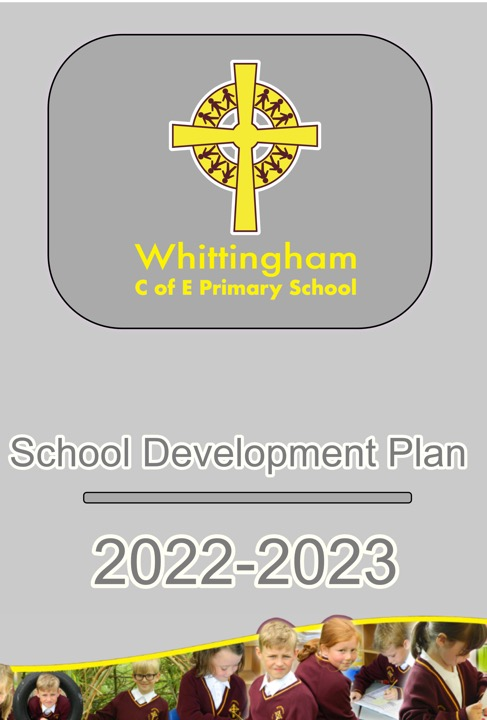 Whittingham
C of E Primary School
School Development Plan
2022-2023